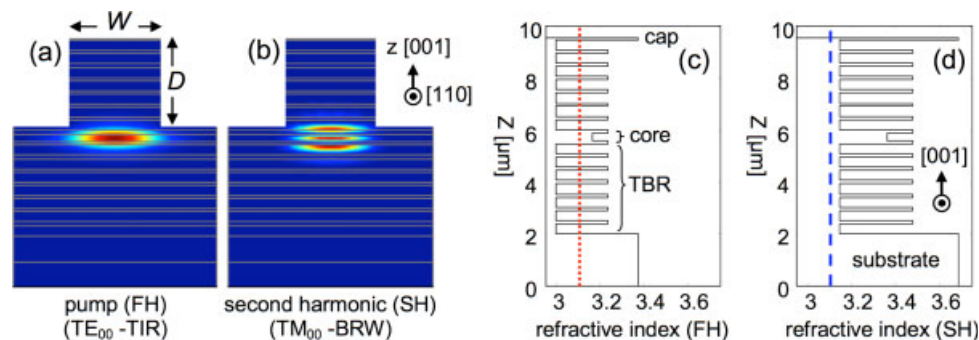 (a)
W
D
pump (FH)
(TE00 -TIR)
(b)
z [001]
[110]
second harmonic (SH)
(TM00 -BRW)
(c)
10
8
6
4
2
0
Z [μm]
cap
core
TBR
3 3.2 3.4 3.6
refractive index (FH)
(d)
10
8
6
4
2
0
Z [μm]
[001]
substrate
3 3.2 3.4 3.6
refractive index (SH)